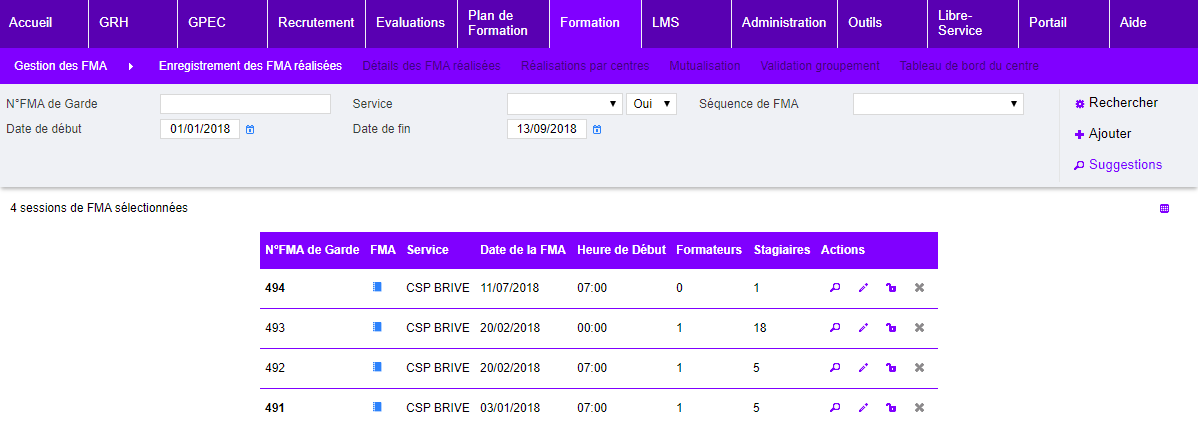 Accueil GRH GPEC Recrutement Evaluations Plan de Formation Formation LMS Administration Outils Libre-Service Portail Aide
Gestion des FMA Enregistrement des FMA réalisées Détails des FMA réalisées Réalisations par centres Mutualisation Validation groupement Tableau de bord du centre
N°FMA de Garde Service Oui Séquence de FMA Rechercher
Date de début 01/01/2018 Date de fin 13/09/2018 Ajouter
Suggestions
4 sessions de FMA sélectionnées
N°FMA de Garde FMA Service Date de la FMA Heure de Début Formateurs Stagiaires Actions
494 CSP BRIVE 11/07/2018 07:00 0 1
493 CSP BRIVE 20/02/2018 00:00 1 18
492 CSP BRIVE 20/02/2018 07:00 1 5
491 CSP BRIVE 03/01/2018 07:00 1 5